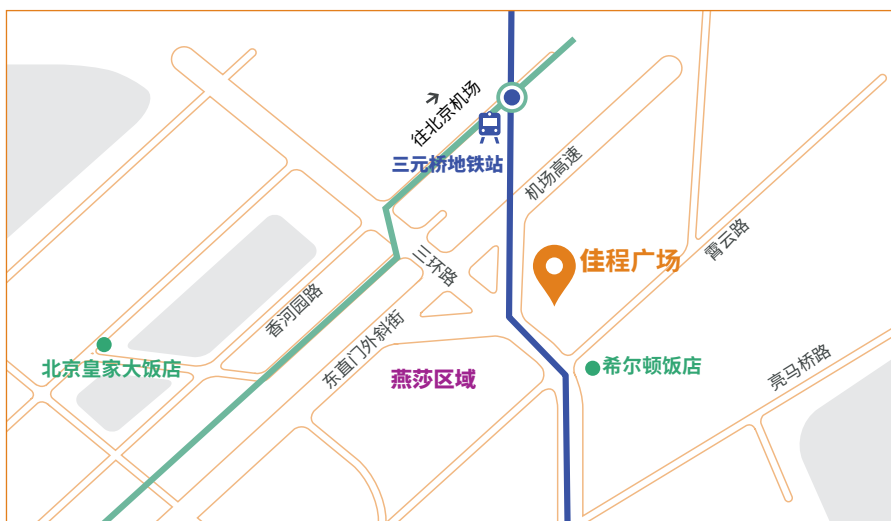 往北京机场
三元桥地铁站
机场高速
三环路
佳程广场
霄云路
香河园路
东直门外斜街
北京皇家大饭店
燕莎区域
希尔顿饭店
亮马桥路